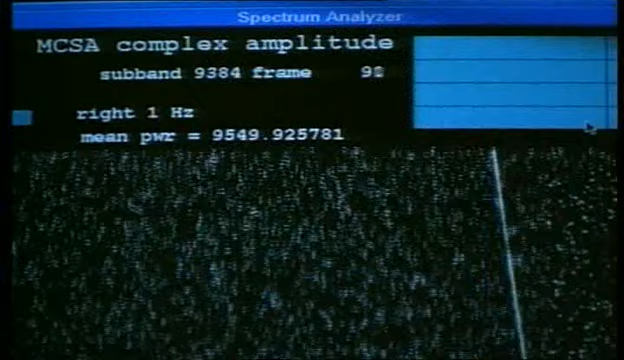 Spectrum Analyzer
MCSA complex amplitude
subband 9384 frame
right 1 Hz
mean pwr = 9549.925781